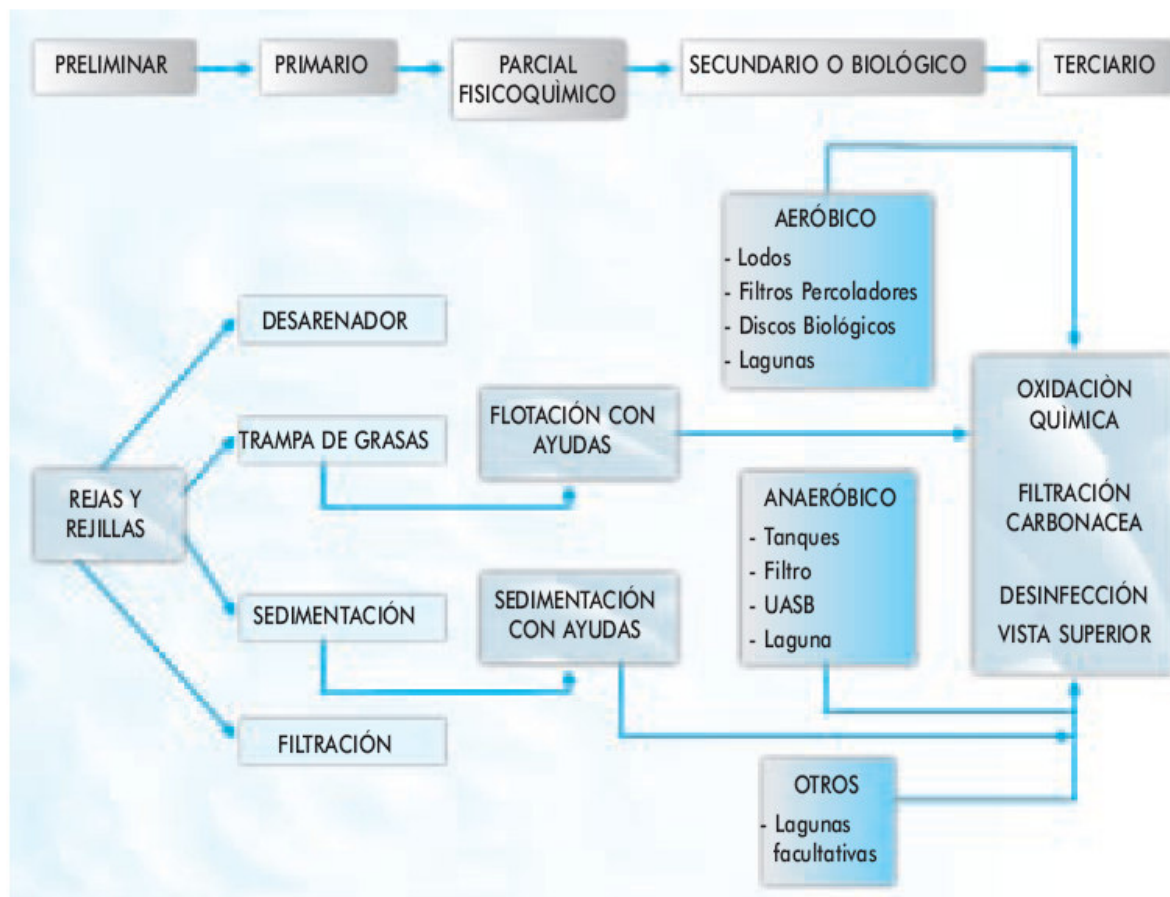 PRELIMINAR
PRIMARIO
PARCIAL
FISICOQUÌMICO
SECUNDARIO O BIOLÓGICO
TERCIARIO
AERÓBICO
- Lodos
- Filtros Percoladores
- Discos Biológicos
- Lagunas
DESARENADOR
TRAMPA DE GRASAS
FLOTACIÓN CON
AYUDAS
REJAS Y
REJILLAS
ANAERÓBICO
- Tanques
- Filtro
- UASB
- Laguna
OXIDACIÒN
QUÌMICA
FILTRACIÓN
CARBONACEA
DESINFECCIÓN
VISTA SUPERIOR
SEDIMENTACIÓN
SEDIMENTACIÓN
CON AYUDAS
FILTRACIÓN
OTROS
- Lagunas
facultativas